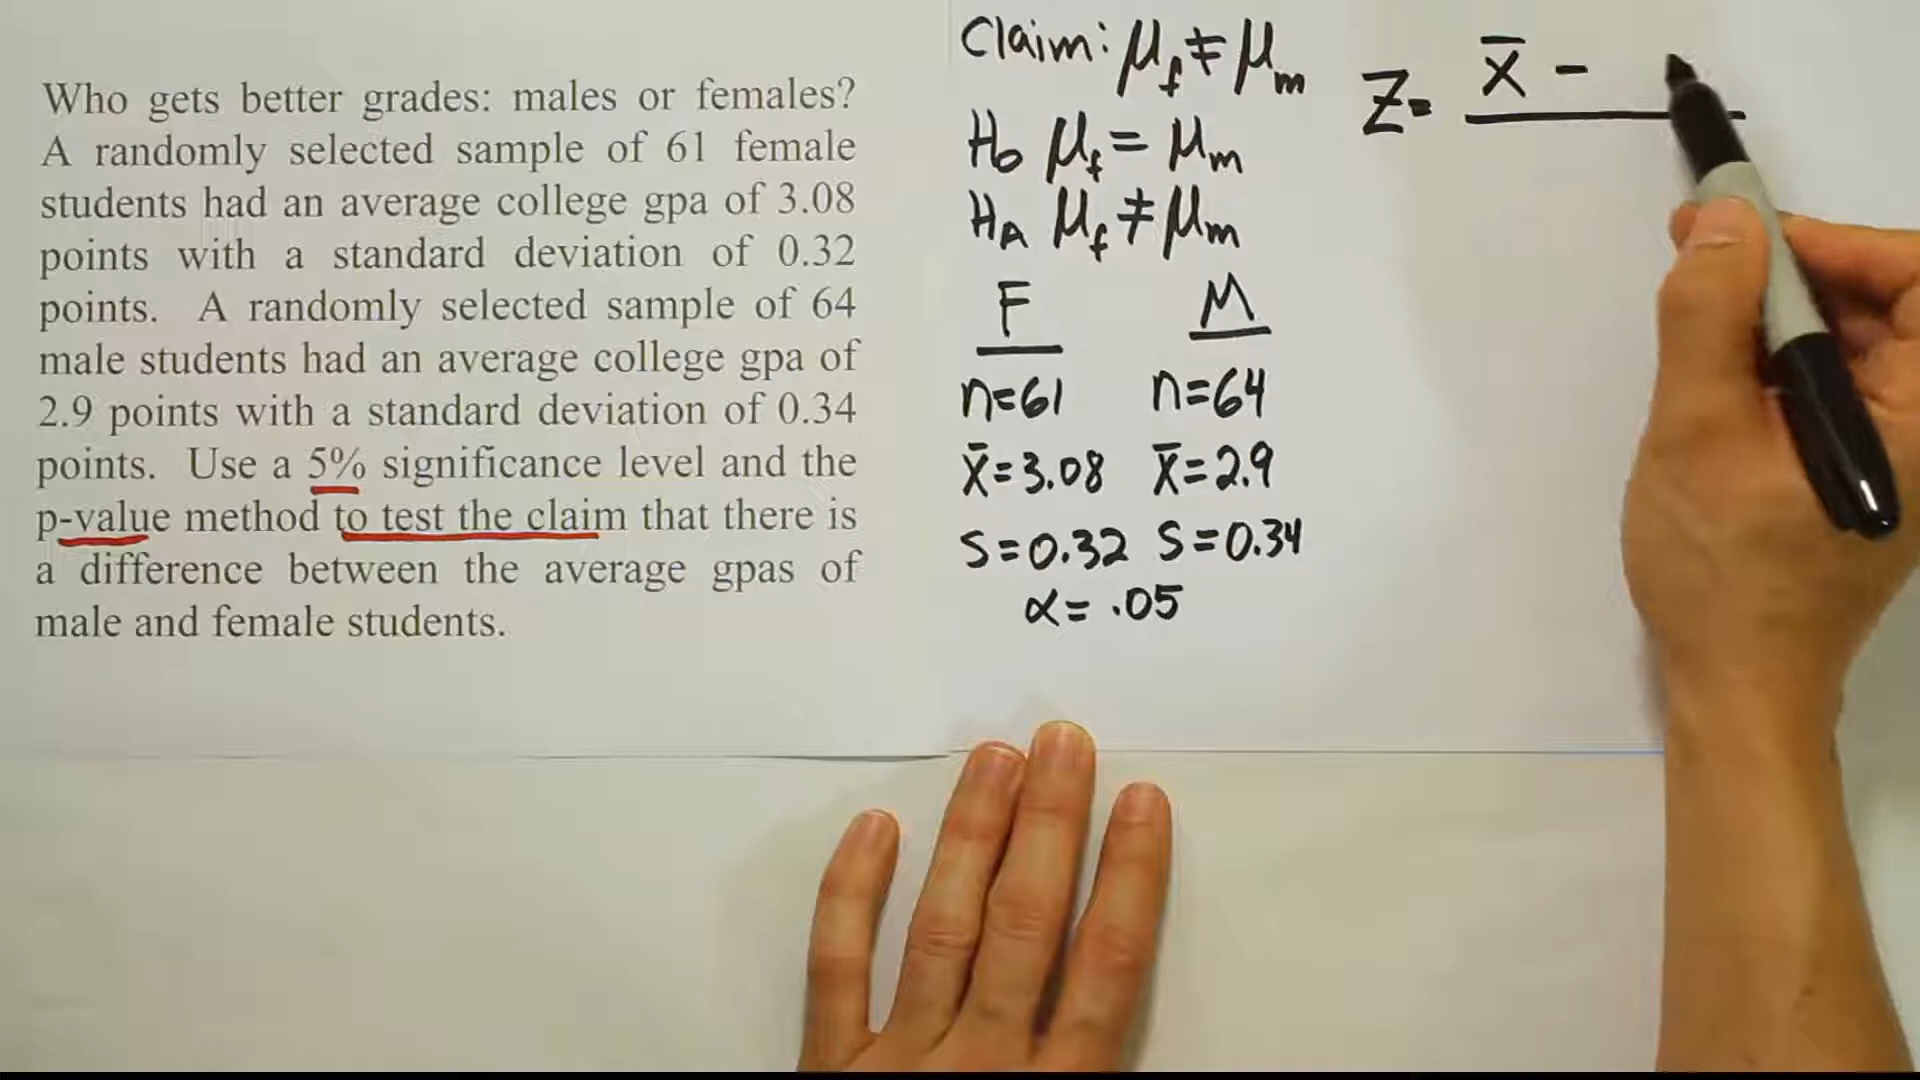 Who gets better grades: males or females?
A randomly selected sample of 61 female
students had an average college gpa of 3.08
points with a standard deviation of 0.32
points. A randomly selected sample of 64
male students had an average college gpa of
2.9 points with a standard deviation of 0.34
points. Use a 5% significance level and the
p-value method to test the claim that there is
a difference between the average gpas of
male and female students.
Claim: μf ≠ μm
H₀ μf = μm
HA μf ≠ μm
F M
n=61 n=64
x̄=3.08 x̄=2.9
S=0.32 S=0.34
α= .05
Z= x̄ -